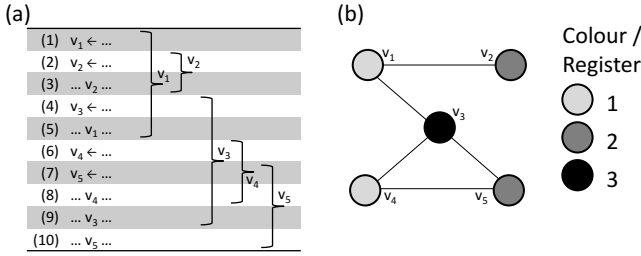 (a)
(1) v₁ ← ...
(2) v₂ ← ...
(3) ... v₂ ...
(4) v₃ ← ...
(5) ... v₁ ...
(6) v₄ ← ...
(7) v₅ ← ...
(8) ... v₄ ...
(9) ... v₃ ...
(10) ... v₅ ...
v₁
v₂
v₃
v₄
v₅
(b)
v₁
v₂
v₃
v₄
v₅
Colour /
Register
1
2
3